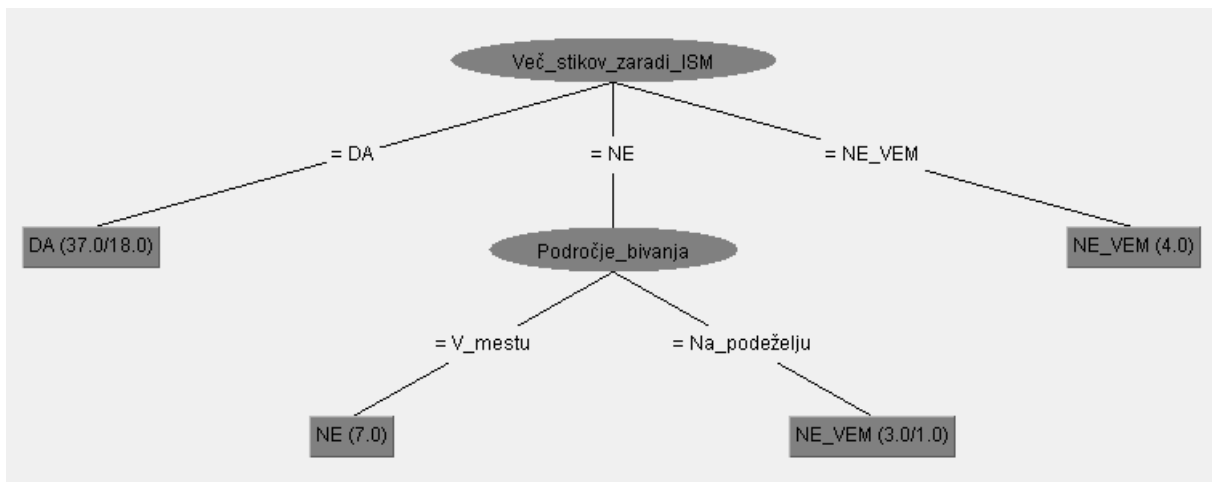 Več_stikov_zaradi_ISM
= DA
= NE
= NE_VEM
DA (37.0/18.0)
Področje_bivanja
NE_VEM (4.0)
= V_mestu
= Na_podeželju
NE (7.0)
NE_VEM (3.0/1.0)